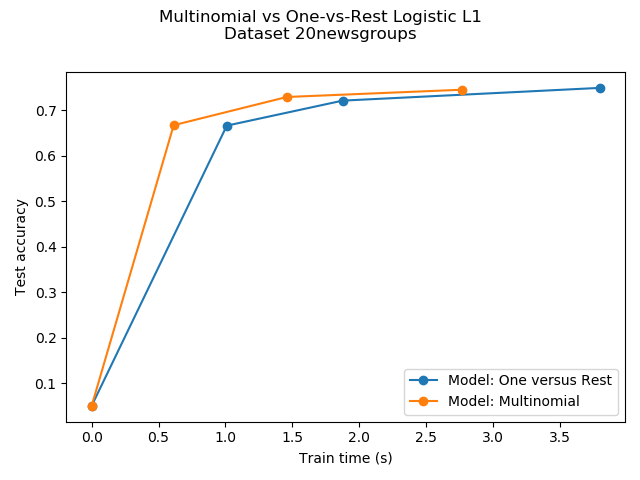 Multinomial vs One-vs-Rest Logistic L1
Dataset 20newsgroups
0.7
0.6
0.5
0.4
0.3
0.2
0.1
Test accuracy
0.0 0.5 1.0 1.5 2.0 2.5 3.0 3.5
Train time (s)
Model: One versus Rest
Model: Multinomial